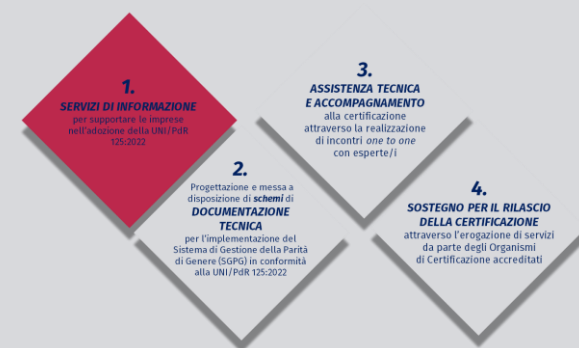 1.
SERVIZI DI INFORMAZIONE
per supportare le imprese
nell'adozione della UNI/PdR
125:2022
2.
Progettazione e messa a
disposizione di schemi di
DOCUMENTAZIONE
TECNICA
per l'implementazione del
Sistema di Gestione della Parità
di Genere (SGPG) in conformità
alla UNI/PdR 125:2022
3.
ASSISTENZA TECNICA
E ACCOMPAGNAMENTO
alla certificazione
attraverso la realizzazione
di incontri one to one
con esperte/i
4.
SOSTEGNO PER IL RILASCIO
DELLA CERTIFICAZIONE
attraverso l'erogazione di servizi
da parte degli Organismi
di Certificazione accreditati